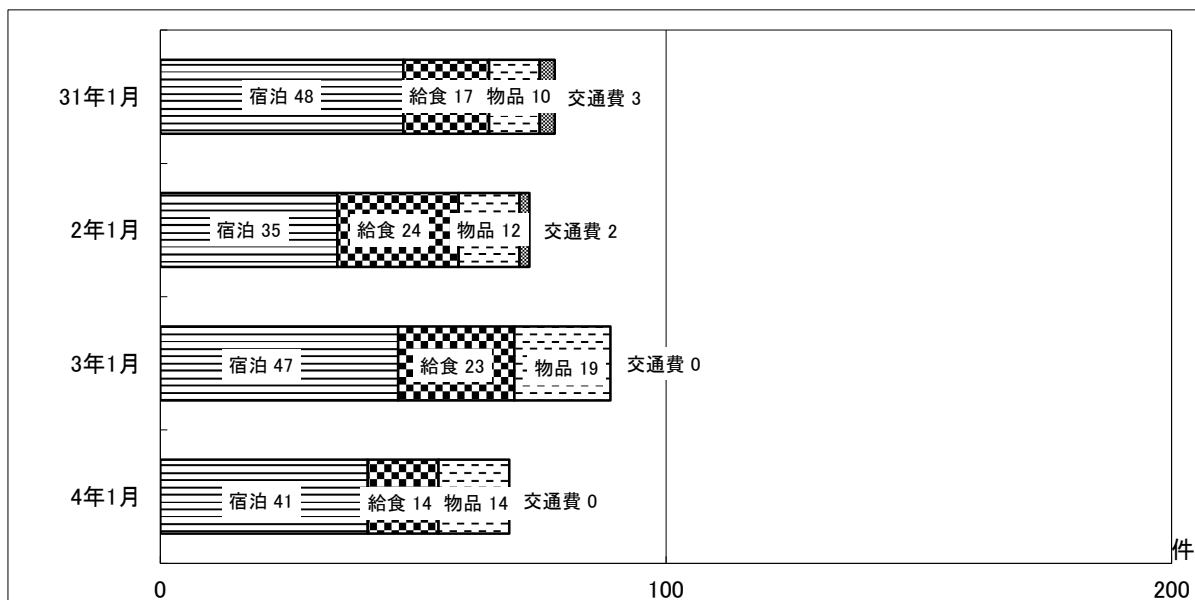 31年1月 宿泊 48 給食 17 物品 10 交通費 3
2年1月 宿泊 35 給食 24 物品 12 交通費 2
3年1月 宿泊 47 給食 23 物品 19 交通費 0
4年1月 宿泊 41 給食 14 物品 14 交通費 0
件
0 100 200